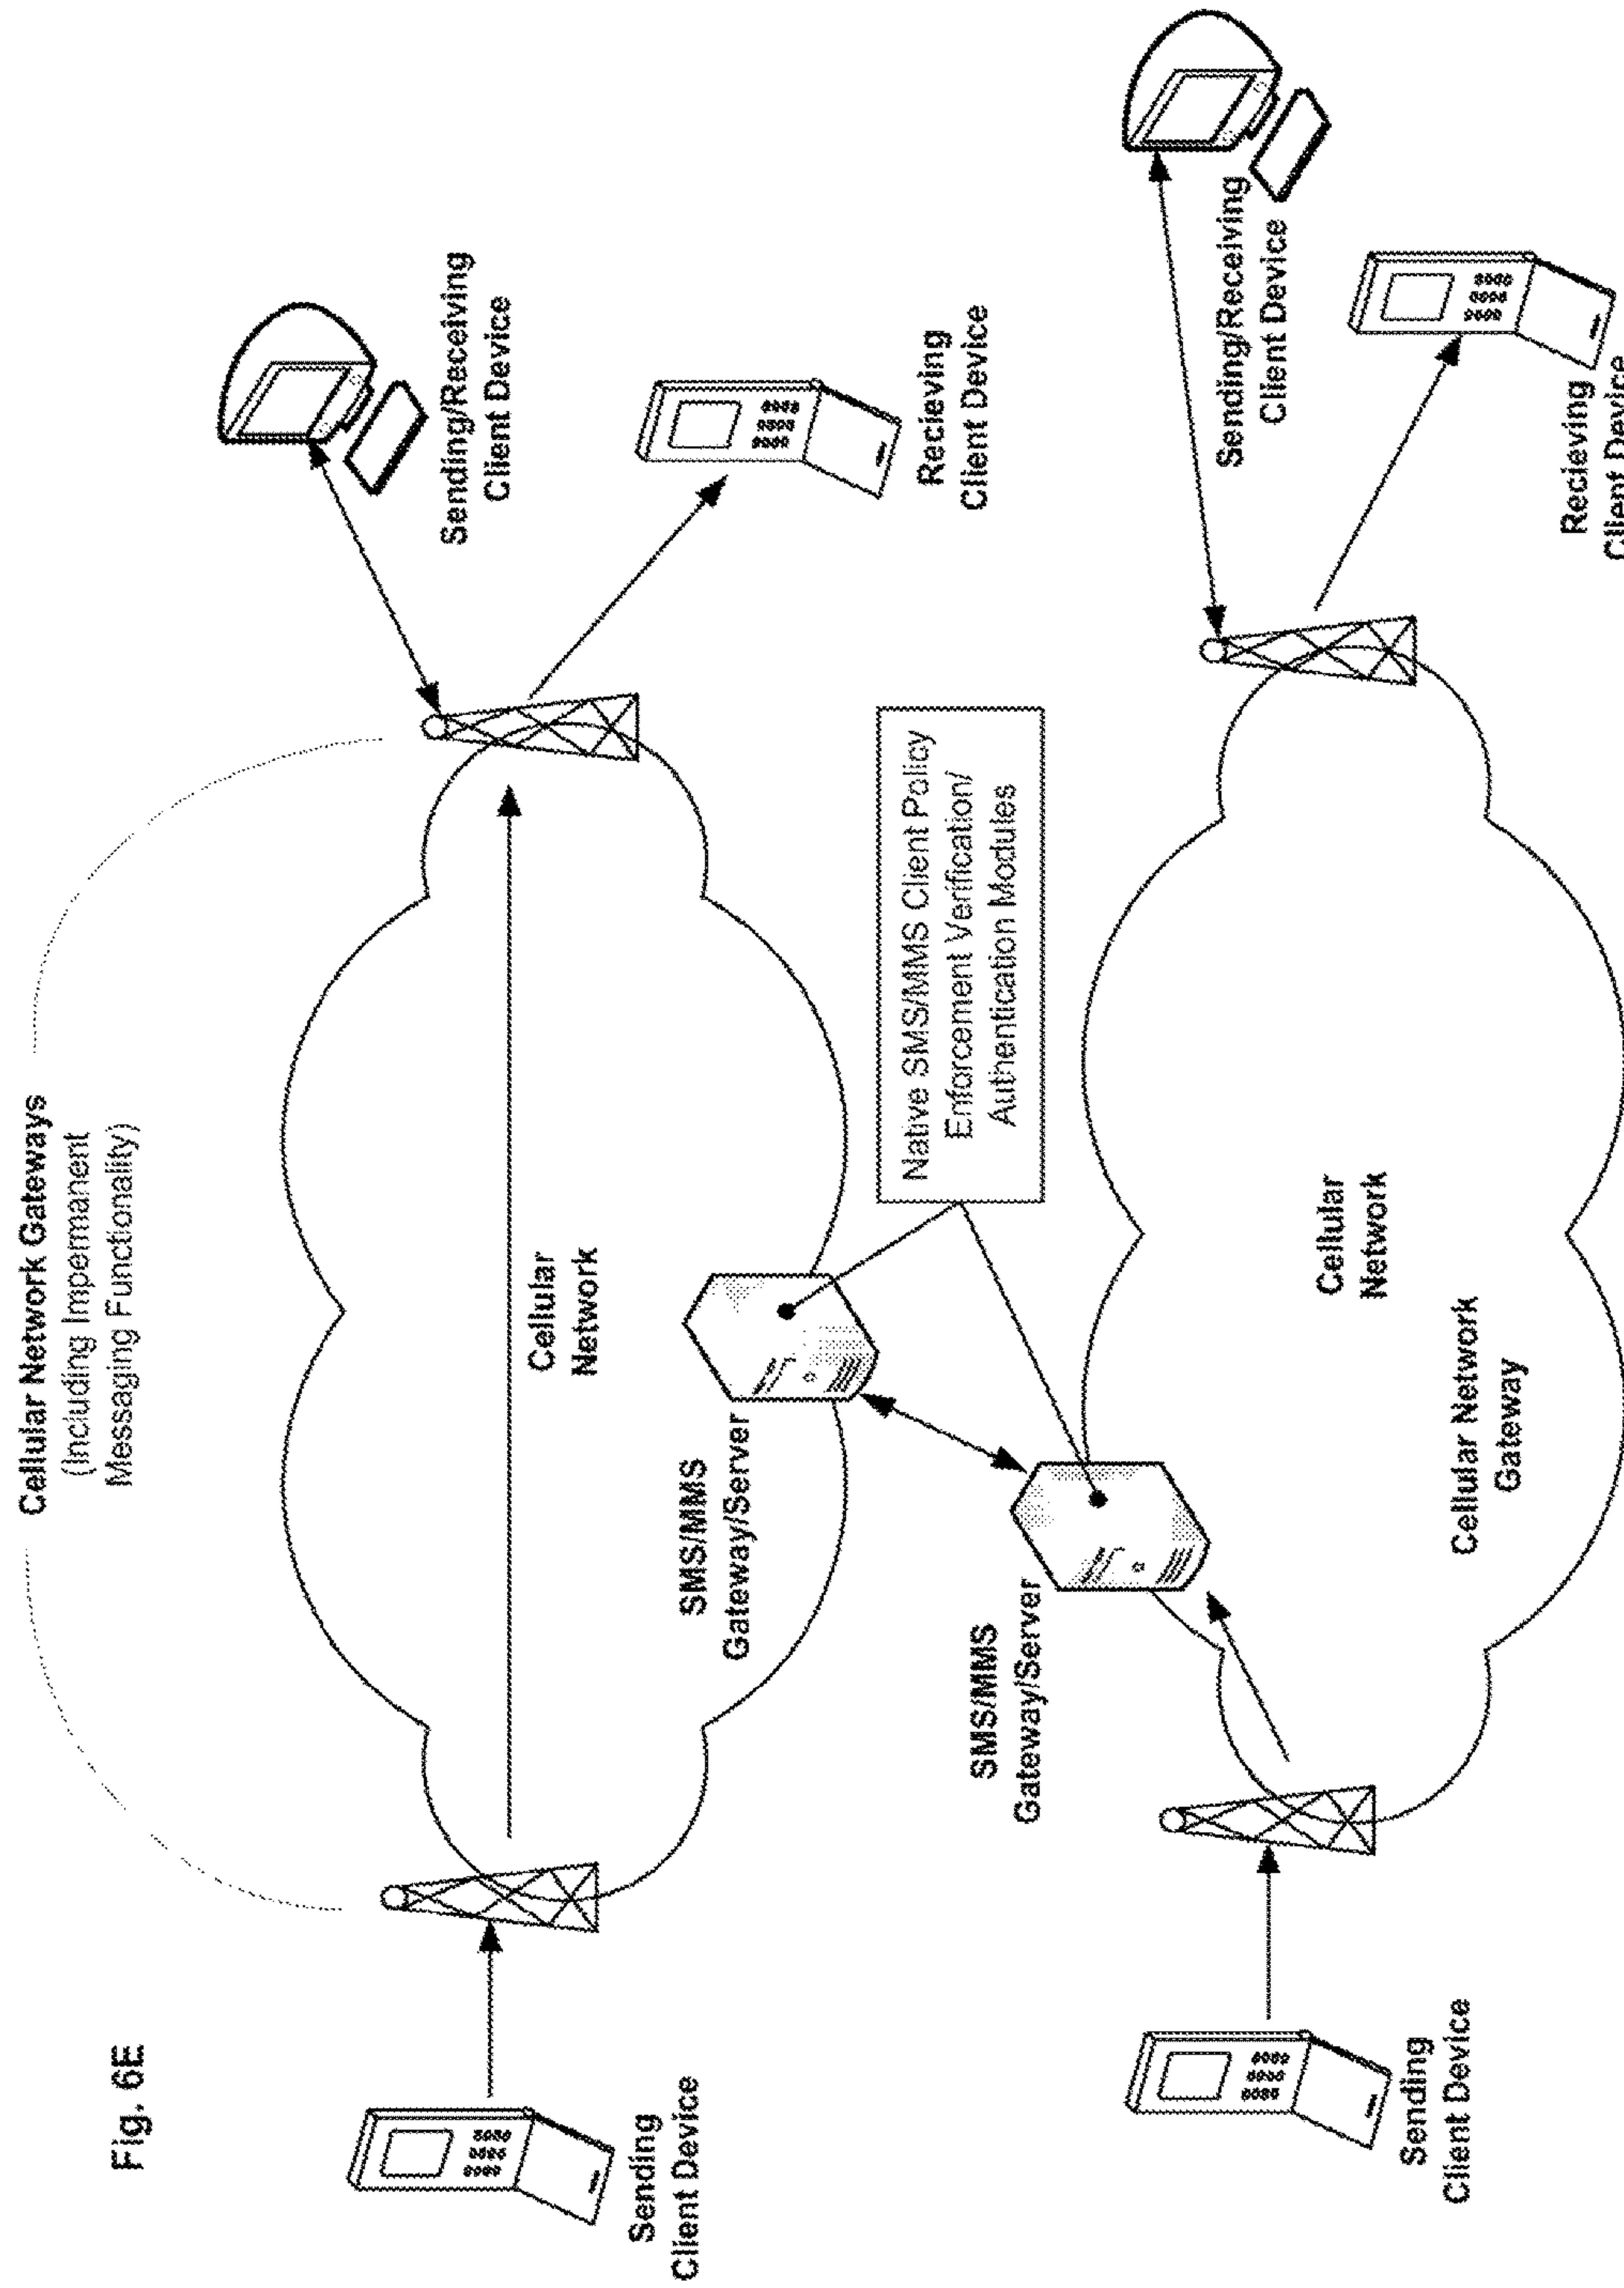 Fig. 6E
Cellular Network Gateways
(Including Impermanent
Messaging Functionality)
Sending/Receiving
Client Device
Cellular
Network
Sending
Client Device
Recieving
Client Device
SMS/MMS
Gateway/Server
Native SMS/MMS Client Policy
Enforcement Verification/
Authentication Modules
SMS/MMS
Gateway/Server
Sending/Receiving
Client Device
Cellular
Network
Sending
Client Device
Cellular Network
Gateway
Recieving
Client Device